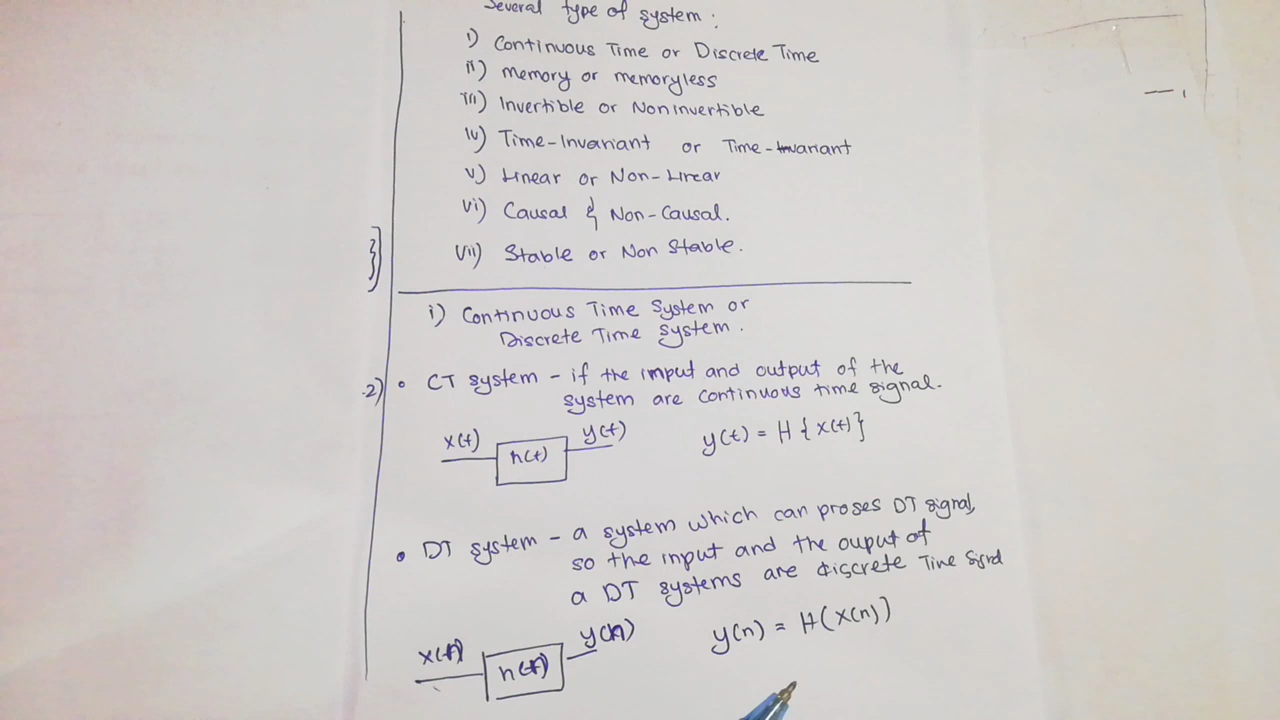 Several type of system :
i) Continuous Time or Discrete Time
ii) Memory or memoryless
iii) Invertible or Noninvertible
iv) Time-Invariant or Time-variant
v) Linear or Non-Linear
vi) Causal & Non-Causal.
vii) Stable or Non Stable.
i) Continuous Time System or
Discrete Time system.
2) • CT system - if the input and output of the
system are continuous time signal.
x(t) h(t) y(t) y(t) = H{x(t)}
• DT system - a system which can proses DT signal,
so the input and the ouput of
a DT systems are discrete Time
x(n) h(n) y(n) y(n) = H(x(n))